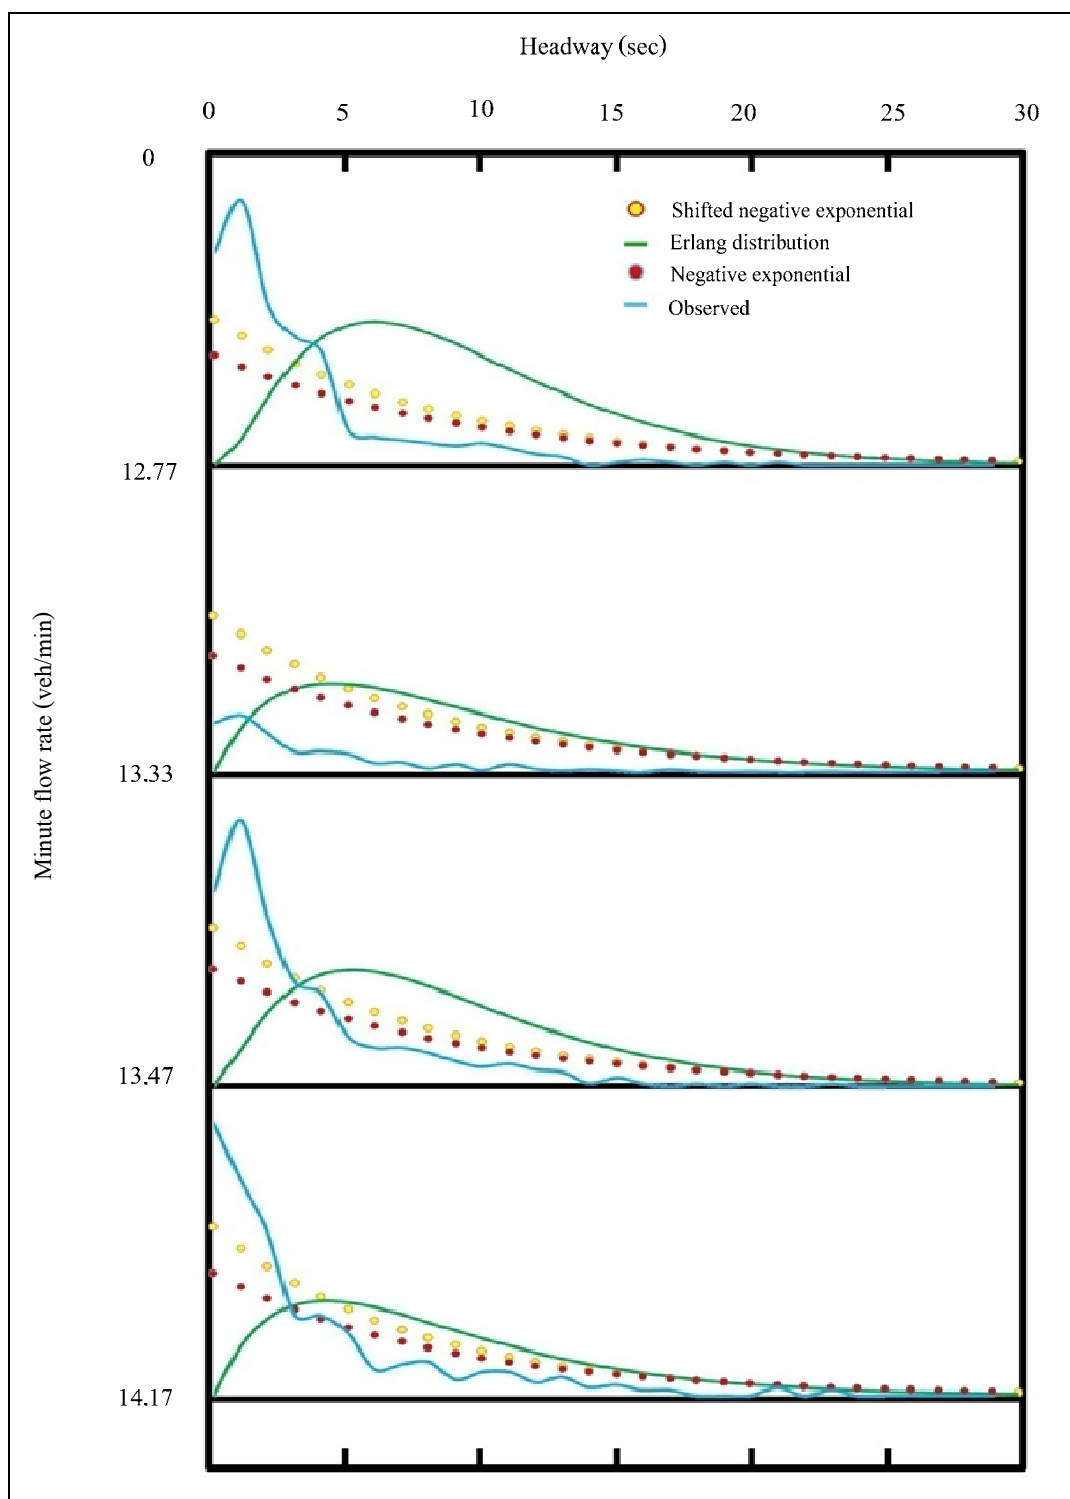 Headway (sec)
0 5 10 15 20 25 30
0
Shifted negative exponential
Erlang distribution
Negative exponential
Observed
12.77
13.33
Minute flow rate (veh/min)
13.47
14.17